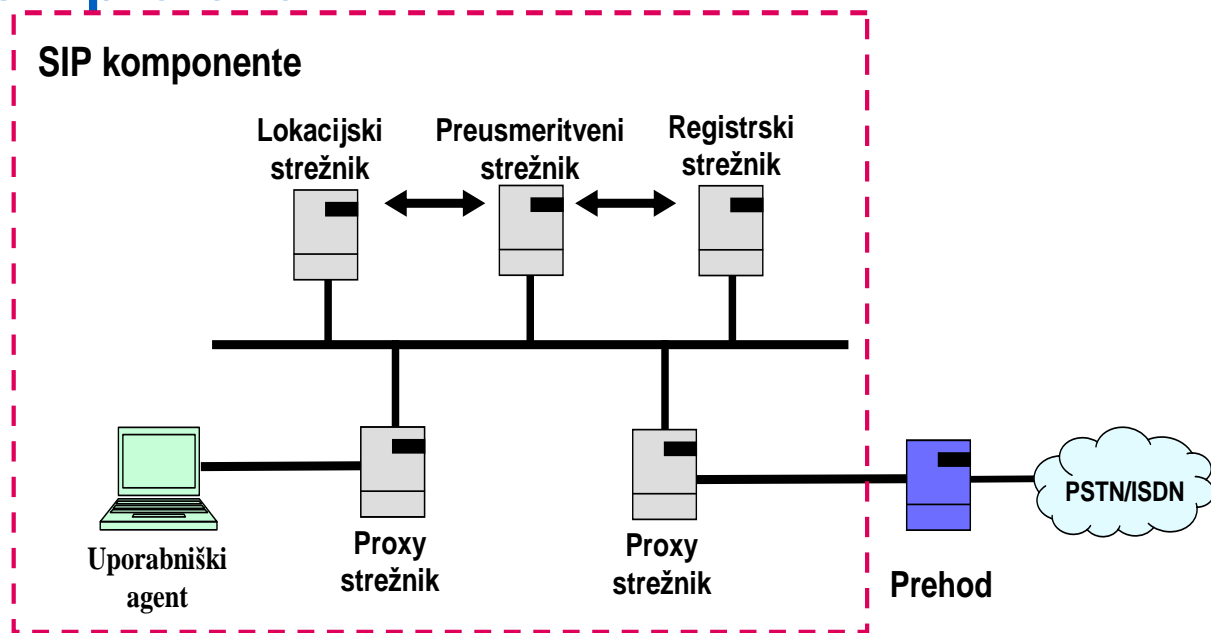 SIP komponente
Lokacijski
strežnik
Preusmeritveni
strežnik
Registrski
strežnik
Uporabniški
agent
Proxy
strežnik
Proxy
strežnik
Prehod
PSTN/ISDN